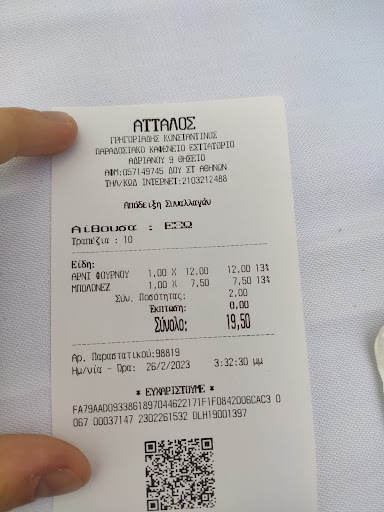 ΑΤΤΑΛΟΣ
ΓΡΗΓΟΡΙΑΔΗΣ ΚΩΝΣΤΑΝΤΙΝΟΣ
ΠΑΡΑΔΟΣΙΑΚΟ ΚΑΦΕΝΕΙΟ ΕΣΤΙΑΤΟΡΙΟ
ΑΔΡΙΑΝΟΥ 9 ΘΗΣΕΙΟ
ΑΦΜ:057149745 ΔΟΥ ΣΤ ΑΘΗΝΩΝ
ΤΗΛ/ΚΩΔ ΙΝΤΕΡΝΕΤ:2103212488
Απόδειξη Συναλλαγών
Αίθουσα : ΕΞΩ
Τραπέζια : 10
Είδη:
ΑΡΝΙ ΦΟΥΡΝΟΥ 1,00 X 12,00 12,00 13%
ΜΠΟΛΟΝΕΖ 1,00 X 7,50 7,50 13%
Σύν. Ποσότητας: 2,00
Έκπτωση: 0,00
Σύνολο: 19,50
Αρ. Παραστατικού:98819
Ημ/νία - Ώρα: 26/2/2023 3:32:30 μμ
* ΕΥΧΑΡΙΣΤΟΥΜΕ *
FA79AAD0933861897044622171F1F0842006CAC3 0
067 00037147 2302261532 DLH19001397